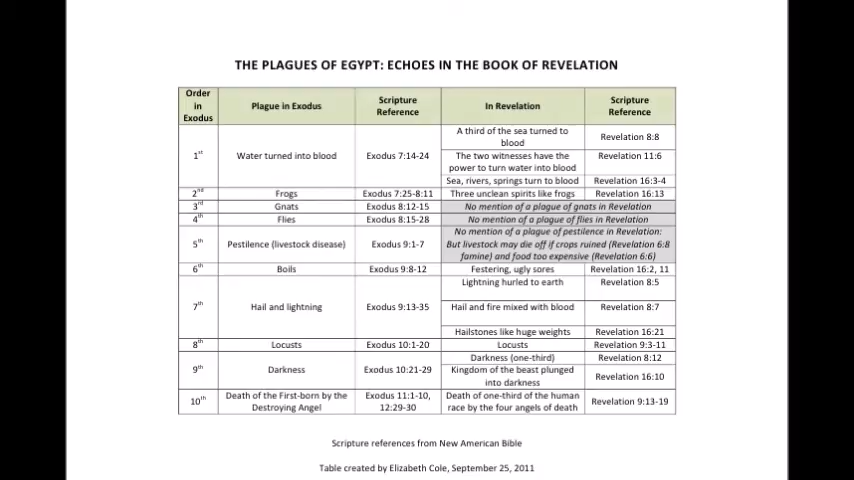 THE PLAGUES OF EGYPT: ECHOES IN THE BOOK OF REVELATION
Order in Exodus | Plague in Exodus | Scripture Reference | In Revelation | Scripture Reference
1st | Water turned into blood | Exodus 7:14-24 | A third of the sea turned to blood | Revelation 8:8
The two witnesses have the power to turn water into blood | Revelation 11:6
Sea, rivers, springs turn to blood | Revelation 16:3-4
2nd | Frogs | Exodus 7:25-8:11 | Three unclean spirits like frogs | Revelation 16:13
3rd | Gnats | Exodus 8:12-15 | No mention of a plague of gnats in Revelation
4th | Flies | Exodus 8:15-28 | No mention of a plague of flies in Revelation
5th | Pestilence (livestock disease) | Exodus 9:1-7 | No mention of a plague of pestilence in Revelation: But livestock may die off if crops ruined (Revelation 6:8 famine) and food too expensive (Revelation 6:6)
6th | Boils | Exodus 9:8-12 | Festering, ugly sores | Revelation 16:2, 11
7th | Hail and lightning | Exodus 9:13-35 | Lightning hurled to earth | Revelation 8:5
Hail and fire mixed with blood | Revelation 8:7
Hailstones like huge weights | Revelation 16:21
8th | Locusts | Exodus 10:1-20 | Locusts | Revelation 9:3-11
9th | Darkness | Exodus 10:21-29 | Darkness (one-third) | Revelation 8:12
Kingdom of the beast plunged into darkness | Revelation 16:10
10th | Death of the First-born by the Destroying Angel | Exodus 11:1-10, 12:29-30 | Death of one-third of the human race by the four angels of death | Revelation 9:13-19
Scripture references from New American Bible
Table created by Elizabeth Cole, September 25, 2011